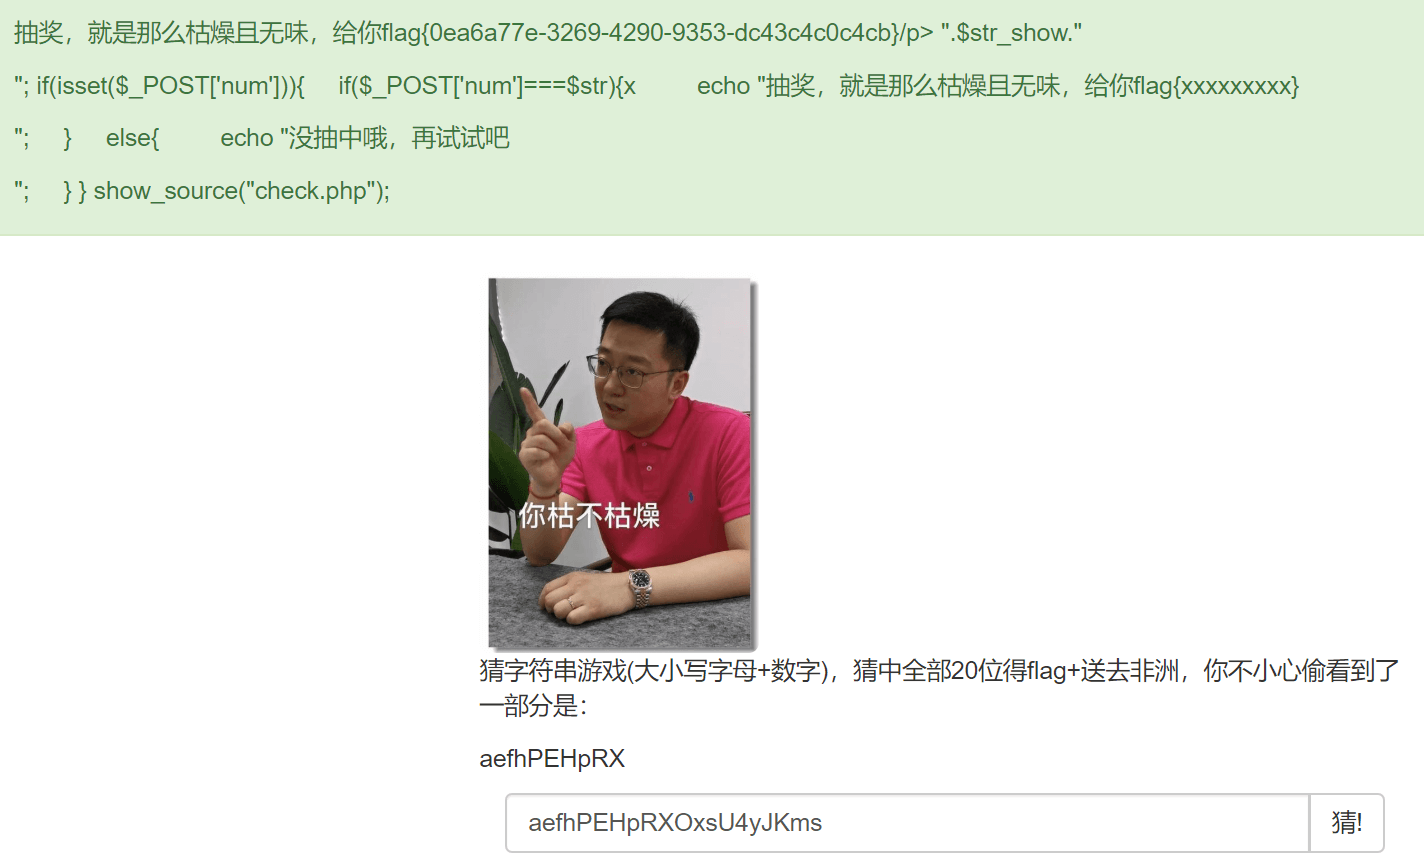 抽奖，就是那么枯燥且无味，给你flag{0ea6a77e-3269-4290-9353-dc43c4c0c4cb}/p> ".$str_show."
"; if(isset($_POST['num'])){ if($_POST['num']===$str){x echo "抽奖，就是那么枯燥且无味，给你flag{xxxxxxxxx}
"; } else{ echo "没抽中哦，再试试吧
"; } } show_source("check.php");
你枯不枯燥
猜字符串游戏(大小写字母+数字)，猜中全部20位得flag+送去非洲，你不小心偷看到了
一部分是：
aefhPEHpRX
aefhPEHpRXOxsU4yJKms 猜!